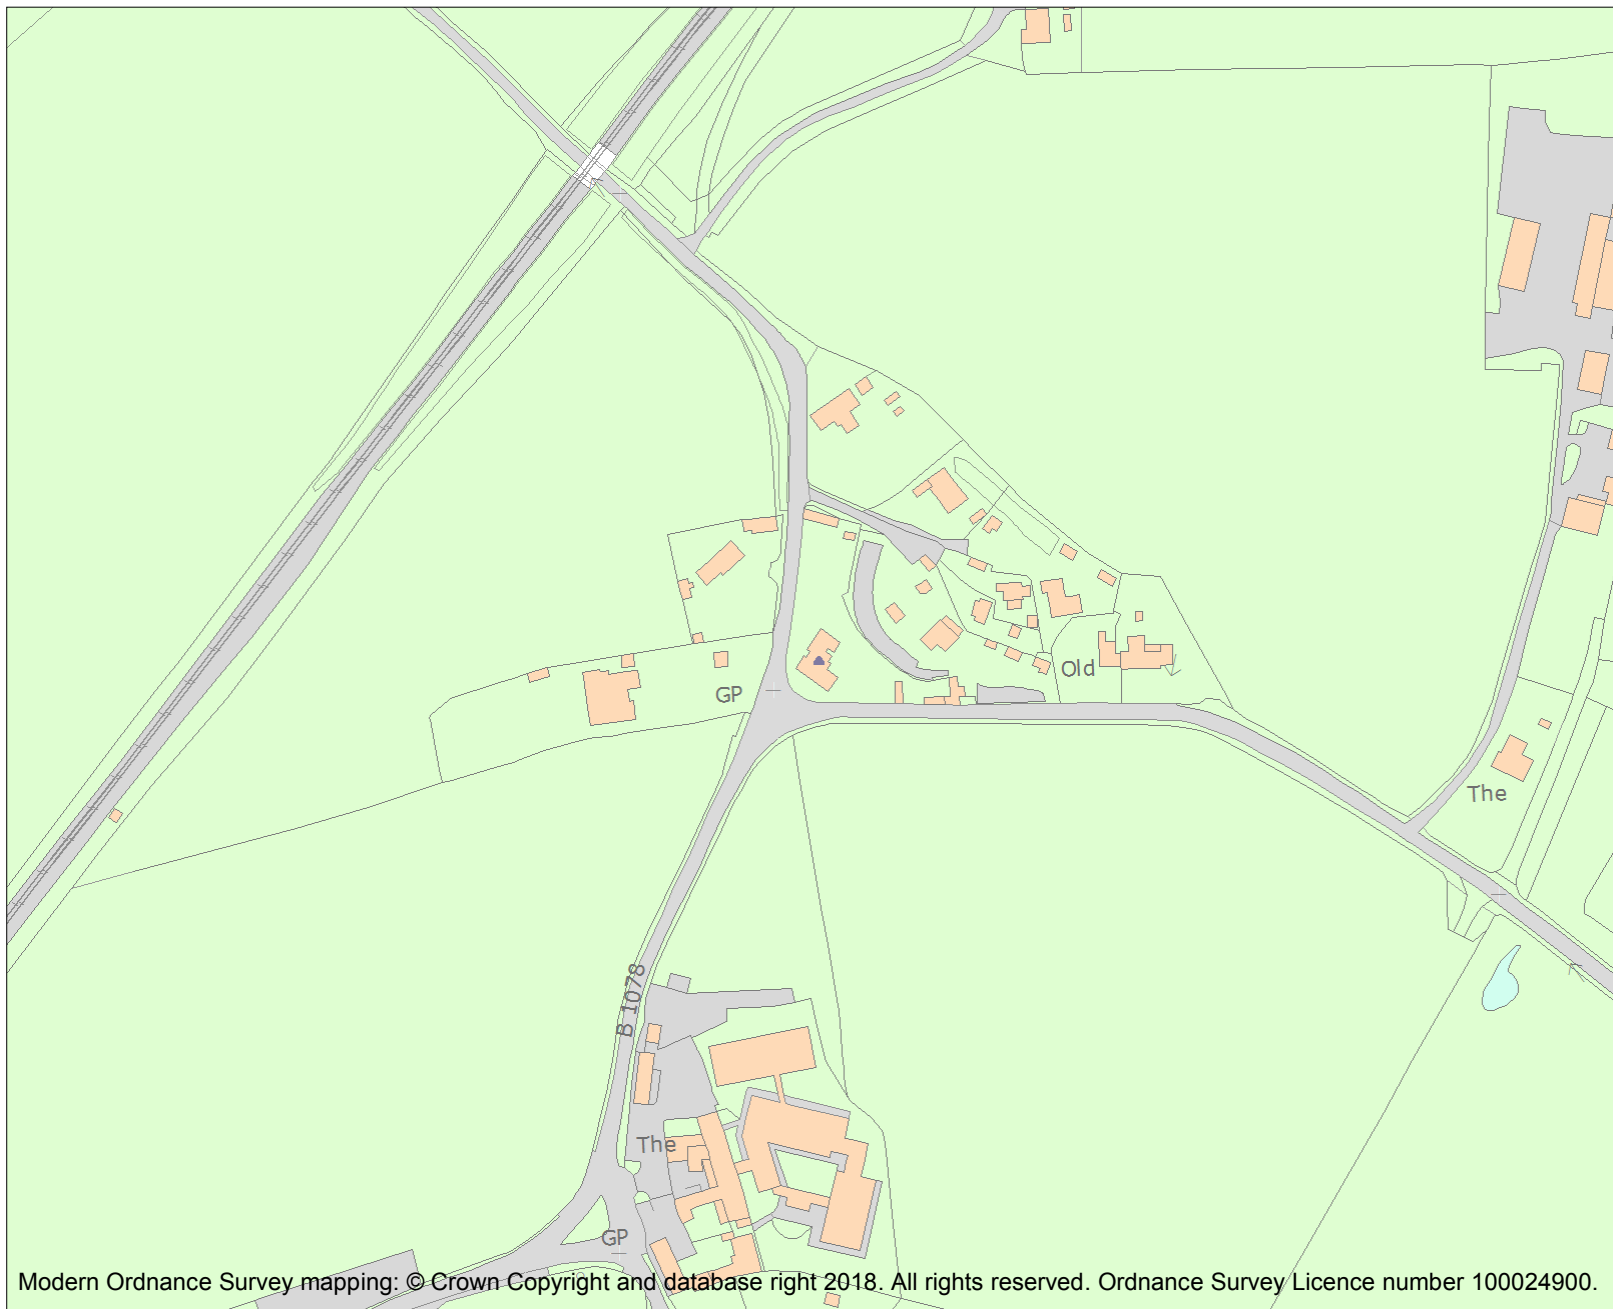 Old
GP
The
B 1078
The
GP
Modern Ordnance Survey mapping: © Crown Copyright and database right 2018. All rights reserved. Ordnance Survey Licence number 100024900.